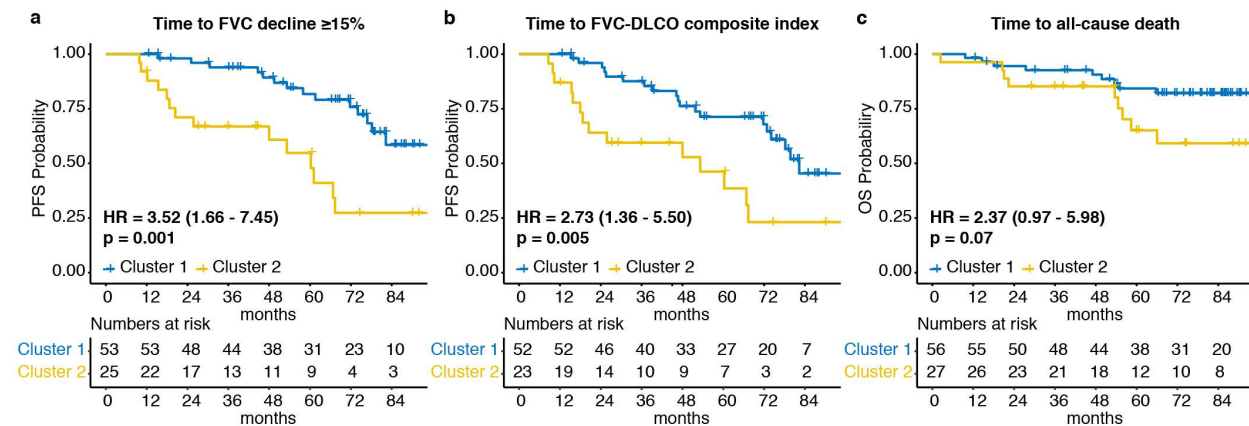 a Time to FVC decline ≥15%
PFS Probability
1.00
0.75
0.50
0.25
0.00
HR = 3.52 (1.66 - 7.45)
p = 0.001
Cluster 1 Cluster 2
0 12 24 36 48 60 72 84
months
Numbers at risk
Cluster 1 53 53 48 44 38 31 23 10
Cluster 2 25 22 17 13 11 9 4 3
0 12 24 36 48 60 72 84
months
b Time to FVC-DLCO composite index
PFS Probability
1.00
0.75
0.50
0.25
0.00
HR = 2.73 (1.36 - 5.50)
p = 0.005
Cluster 1 Cluster 2
0 12 24 36 48 60 72 84
months
Numbers at risk
Cluster 1 52 52 46 40 33 27 20 7
Cluster 2 23 19 14 10 9 7 3 2
0 12 24 36 48 60 72 84
months
c Time to all-cause death
OS Probability
1.00
0.75
0.50
0.25
0.00
HR = 2.37 (0.97 - 5.98)
p = 0.07
Cluster 1 Cluster 2
0 12 24 36 48 60 72 84
months
Numbers at risk
Cluster 1 56 55 50 48 44 38 31 20
Cluster 2 27 26 23 21 18 12 10 8
0 12 24 36 48 60 72 84
months